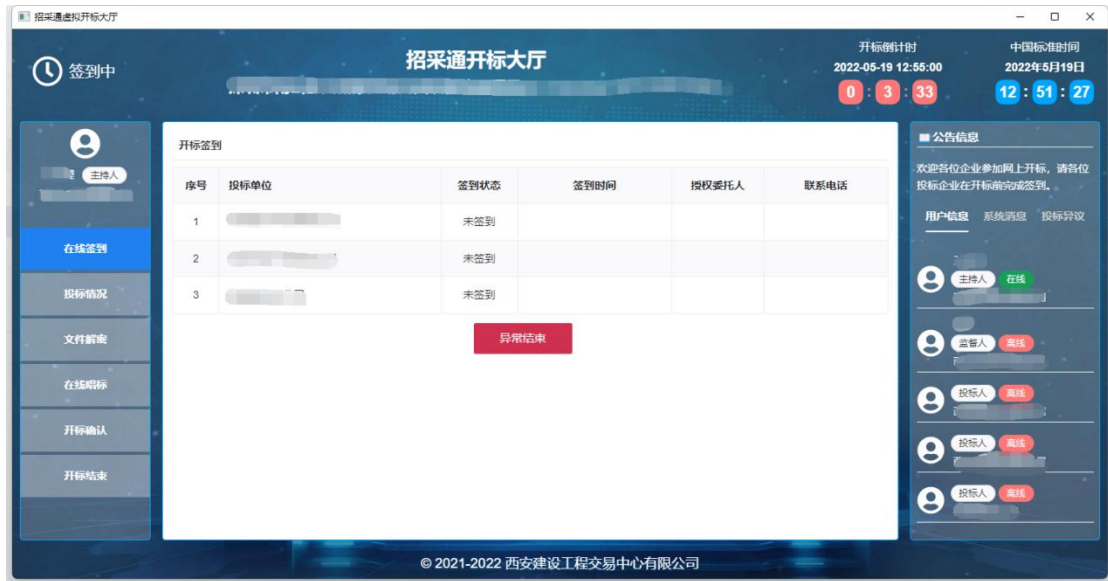 招采通虚拟开标大厅
签到中
招采通开标大厅
开标倒计时
2022-05-19 12:55:00
0 : 3 : 33
中国标准时间
2022年5月19日
12 : 51 : 27
主持人
在线签到
投标情况
文件解密
在线唱标
开标确认
开标结束
开标签到
序号 投标单位 签到状态 签到时间 授权委托人 联系电话
1 未签到
2 未签到
3 未签到
异常结束
公告信息
欢迎各位企业参加网上开标，请各位
投标企业在开标前完成签到。
用户信息 系统消息 投标异议
主持人 在线
监督人 离线
投标人 离线
投标人 离线
投标人 离线
© 2021-2022 西安建设工程交易中心有限公司